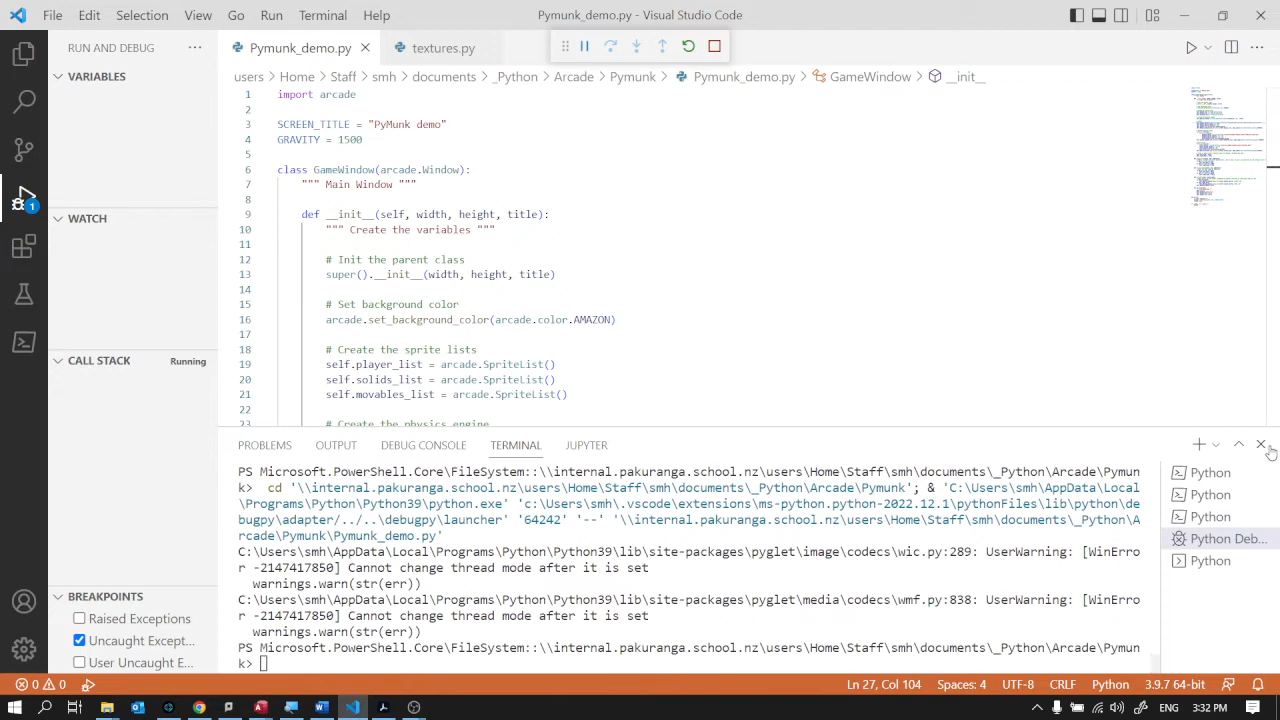 File Edit Selection View Go Run ··· Pymunk_demo.py - Visual Studio Code
RUN AND DEBUG ···
VARIABLES
WATCH
CALL STACK Running
BREAKPOINTS
Raised Exceptions
Uncaught Except...
User Uncaught E...
1
Pymunk_demo.py textures.py
users > Home > Staff > smh > documents > _Python > Arcade > Pymunk > Pymunk_demo.py > GameWindow > __init__
1 import arcade
2
3 SCREEN_TITLE = "PyMunk demo"
4 GRAVITY = -1000
5
6 class GameWindow(arcade.Window):
7 """ Main Window """
8
9 def __init__(self, width, height, title):
10 """ Create the variables """
11
12 # Init the parent class
13 super().__init__(width, height, title)
14
15 # Set background color
16 arcade.set_background_color(arcade.color.AMAZON)
17
18 # Create the sprite lists
19 self.player_list = arcade.SpriteList()
20 self.solids_list = arcade.SpriteList()
21 self.movables_list = arcade.SpriteList()
22
23 # Create the physics engine
PROBLEMS OUTPUT DEBUG CONSOLE TERMINAL JUPYTER
PS Microsoft.PowerShell.Core\FileSystem::\\internal.pakuranga.school.nz\users\Home\Staff\smh\documents\_Python\Arcade\Pymun
k> cd '\\internal.pakuranga.school.nz\users\Home\Staff\smh\documents\_Python\Arcade\Pymunk'; & 'C:\Users\smh\AppData\Local
\Programs\Python\Python39\python.exe' 'c:\Users\smh\.vscode\extensions\ms-python.python-2022.12.1\pythonFiles\lib\python\de
bugpy\adapter/../..\debugpy\launcher' '64242' '--' '\\internal.pakuranga.school.nz\users\Home\Staff\smh\documents\_Python\A
rcade\Pymunk\Pymunk_demo.py'
C:\Users\smh\AppData\Local\Programs\Python\Python39\lib\site-packages\pyglet\image\codecs\wic.py:289: UserWarning: [WinErro
r -2147417850] Cannot change thread mode after it is set
warnings.warn(str(err))
C:\Users\smh\AppData\Local\Programs\Python\Python39\lib\site-packages\pyglet\media\codecs\wmf.py:838: UserWarning: [WinErro
r -2147417850] Cannot change thread mode after it is set
warnings.warn(str(err))
PS Microsoft.PowerShell.Core\FileSystem::\\internal.pakuranga.school.nz\users\Home\Staff\smh\documents\_Python\Arcade\Pymun
k>
Python
Python
Python
Python Deb...
Python
0 0 Ln 27, Col 104 Spaces: 4 UTF-8 CRLF Python 3.9.7 64-bit
ENG 3:32 PM